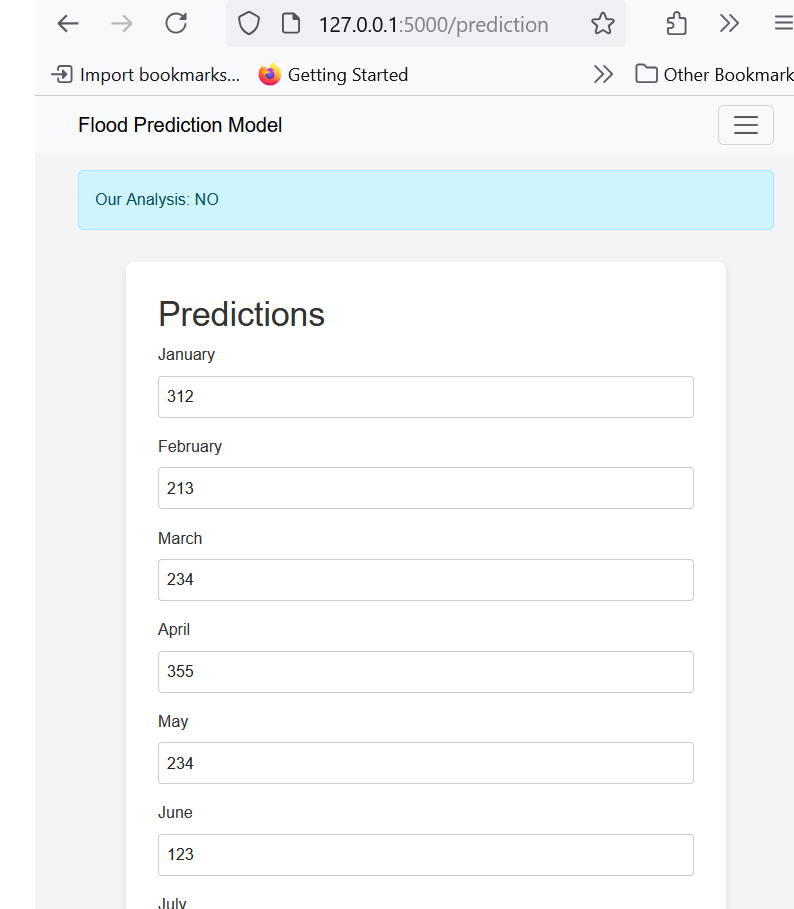 127.0.0.1:5000/prediction
Import bookmarks... Getting Started Other Bookmark
Flood Prediction Model
Our Analysis: NO
Predictions
January
312
February
213
March
234
April
355
May
234
June
123
July